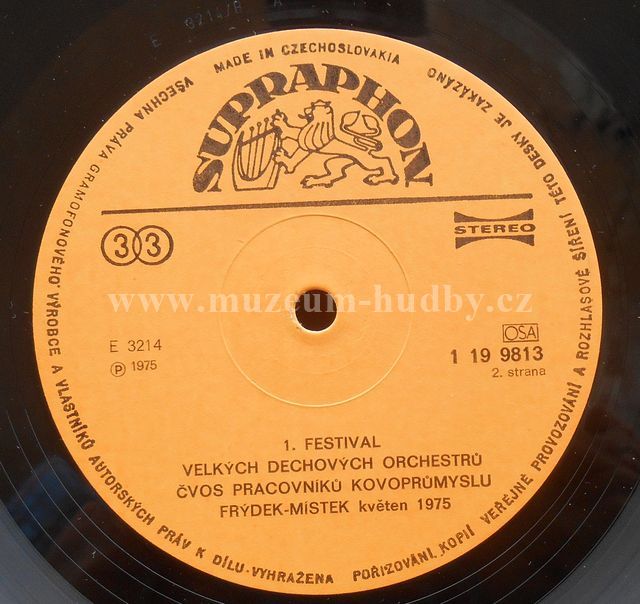 E 3214/B A
MADE IN CZECHOSLOVAKIA
SUPRAPHON
33
STEREO
www.muzeum-hudby.cz
E 3214
Ⓟ 1975
OSA
1 19 9813
2. strana
1. FESTIVAL
VELKÝCH DECHOVÝCH ORCHESTRŮ
ČVOS PRACOVNÍKŮ KOVOPRŮMYSLU
FRÝDEK-MÍSTEK květen 1975
VŠECHNA PRÁVA GRAMOFONOVÉHO VÝROBCE A VLASTNÍKŮ AUTORSKÝCH PRÁV K DÍLU-VYHRAŽENA POŘIZOVÁNÍ KOPIÍ VEŘEJNÉ PROVOZOVÁNÍ A ROZHLASOVÉ ŠÍŘENÍ TÉTO DESKY JE ZAKÁZÁNO